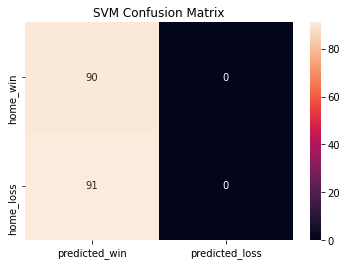 SVM Confusion Matrix
home_win
90
0
home_loss
91
0
predicted_win
predicted_loss
80
60
40
20
0